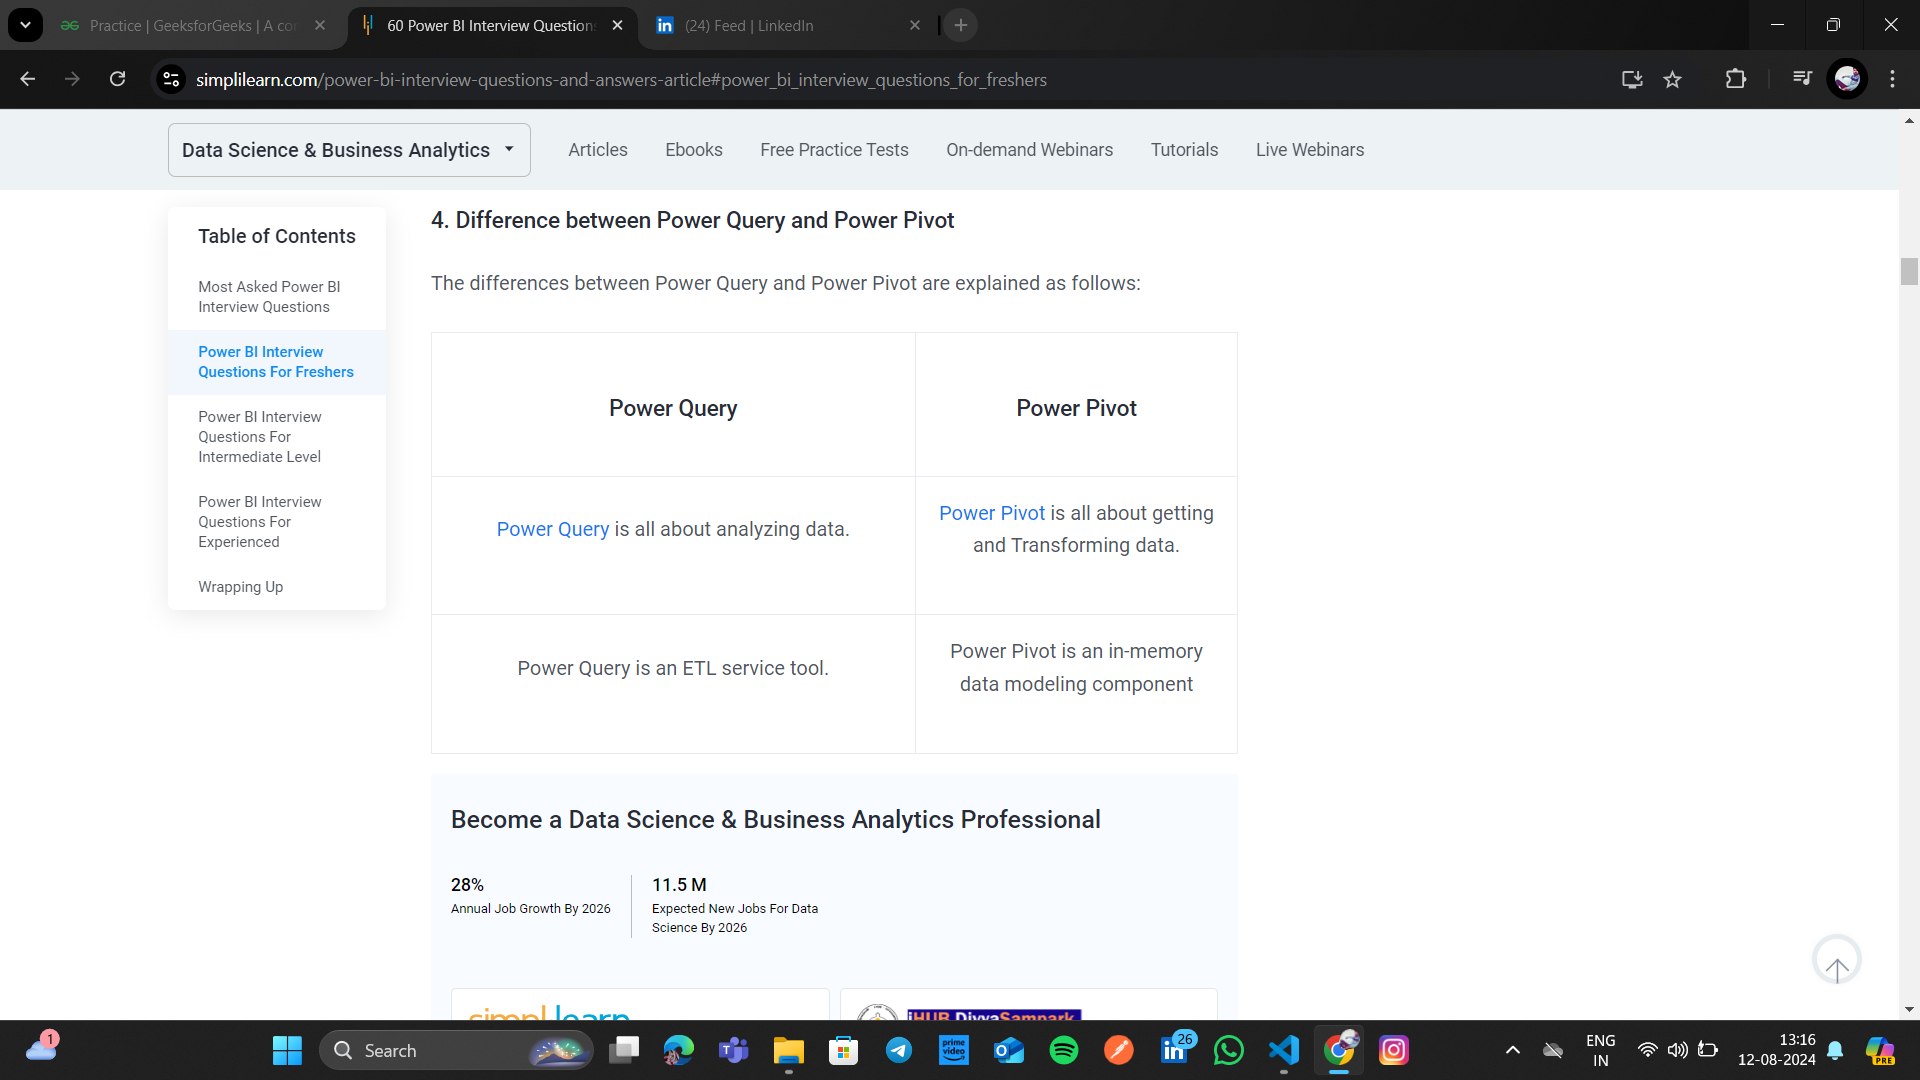 Practice | GeeksforGeeks | A co
60 Power BI Interview Question
(24) Feed | LinkedIn
simplilearn.com/power-bi-interview-questions-and-answers-article#power_bi_interview_questions_for_freshers
Data Science & Business Analytics
Articles
Ebooks
Free Practice Tests
On-demand Webinars
Tutorials
Live Webinars
Table of Contents
Most Asked Power BI
Interview Questions
Power BI Interview
Questions For Freshers
Power BI Interview
Questions For
Intermediate Level
Power BI Interview
Questions For
Experienced
Wrapping Up
4. Difference between Power Query and Power Pivot
The differences between Power Query and Power Pivot are explained as follows:
Power Query
Power Pivot
Power Query is all about analyzing data.
Power Pivot is all about getting
and Transforming data.
Power Query is an ETL service tool.
Power Pivot is an in-memory
data modeling component
Become a Data Science & Business Analytics Professional
28%
Annual Job Growth By 2026
11.5 M
Expected New Jobs For Data
Science By 2026
simplilearn
iHUB DivyaSampark
1
Search
prime
video
26
ENG
IN
13:16
12-08-2024
PRE